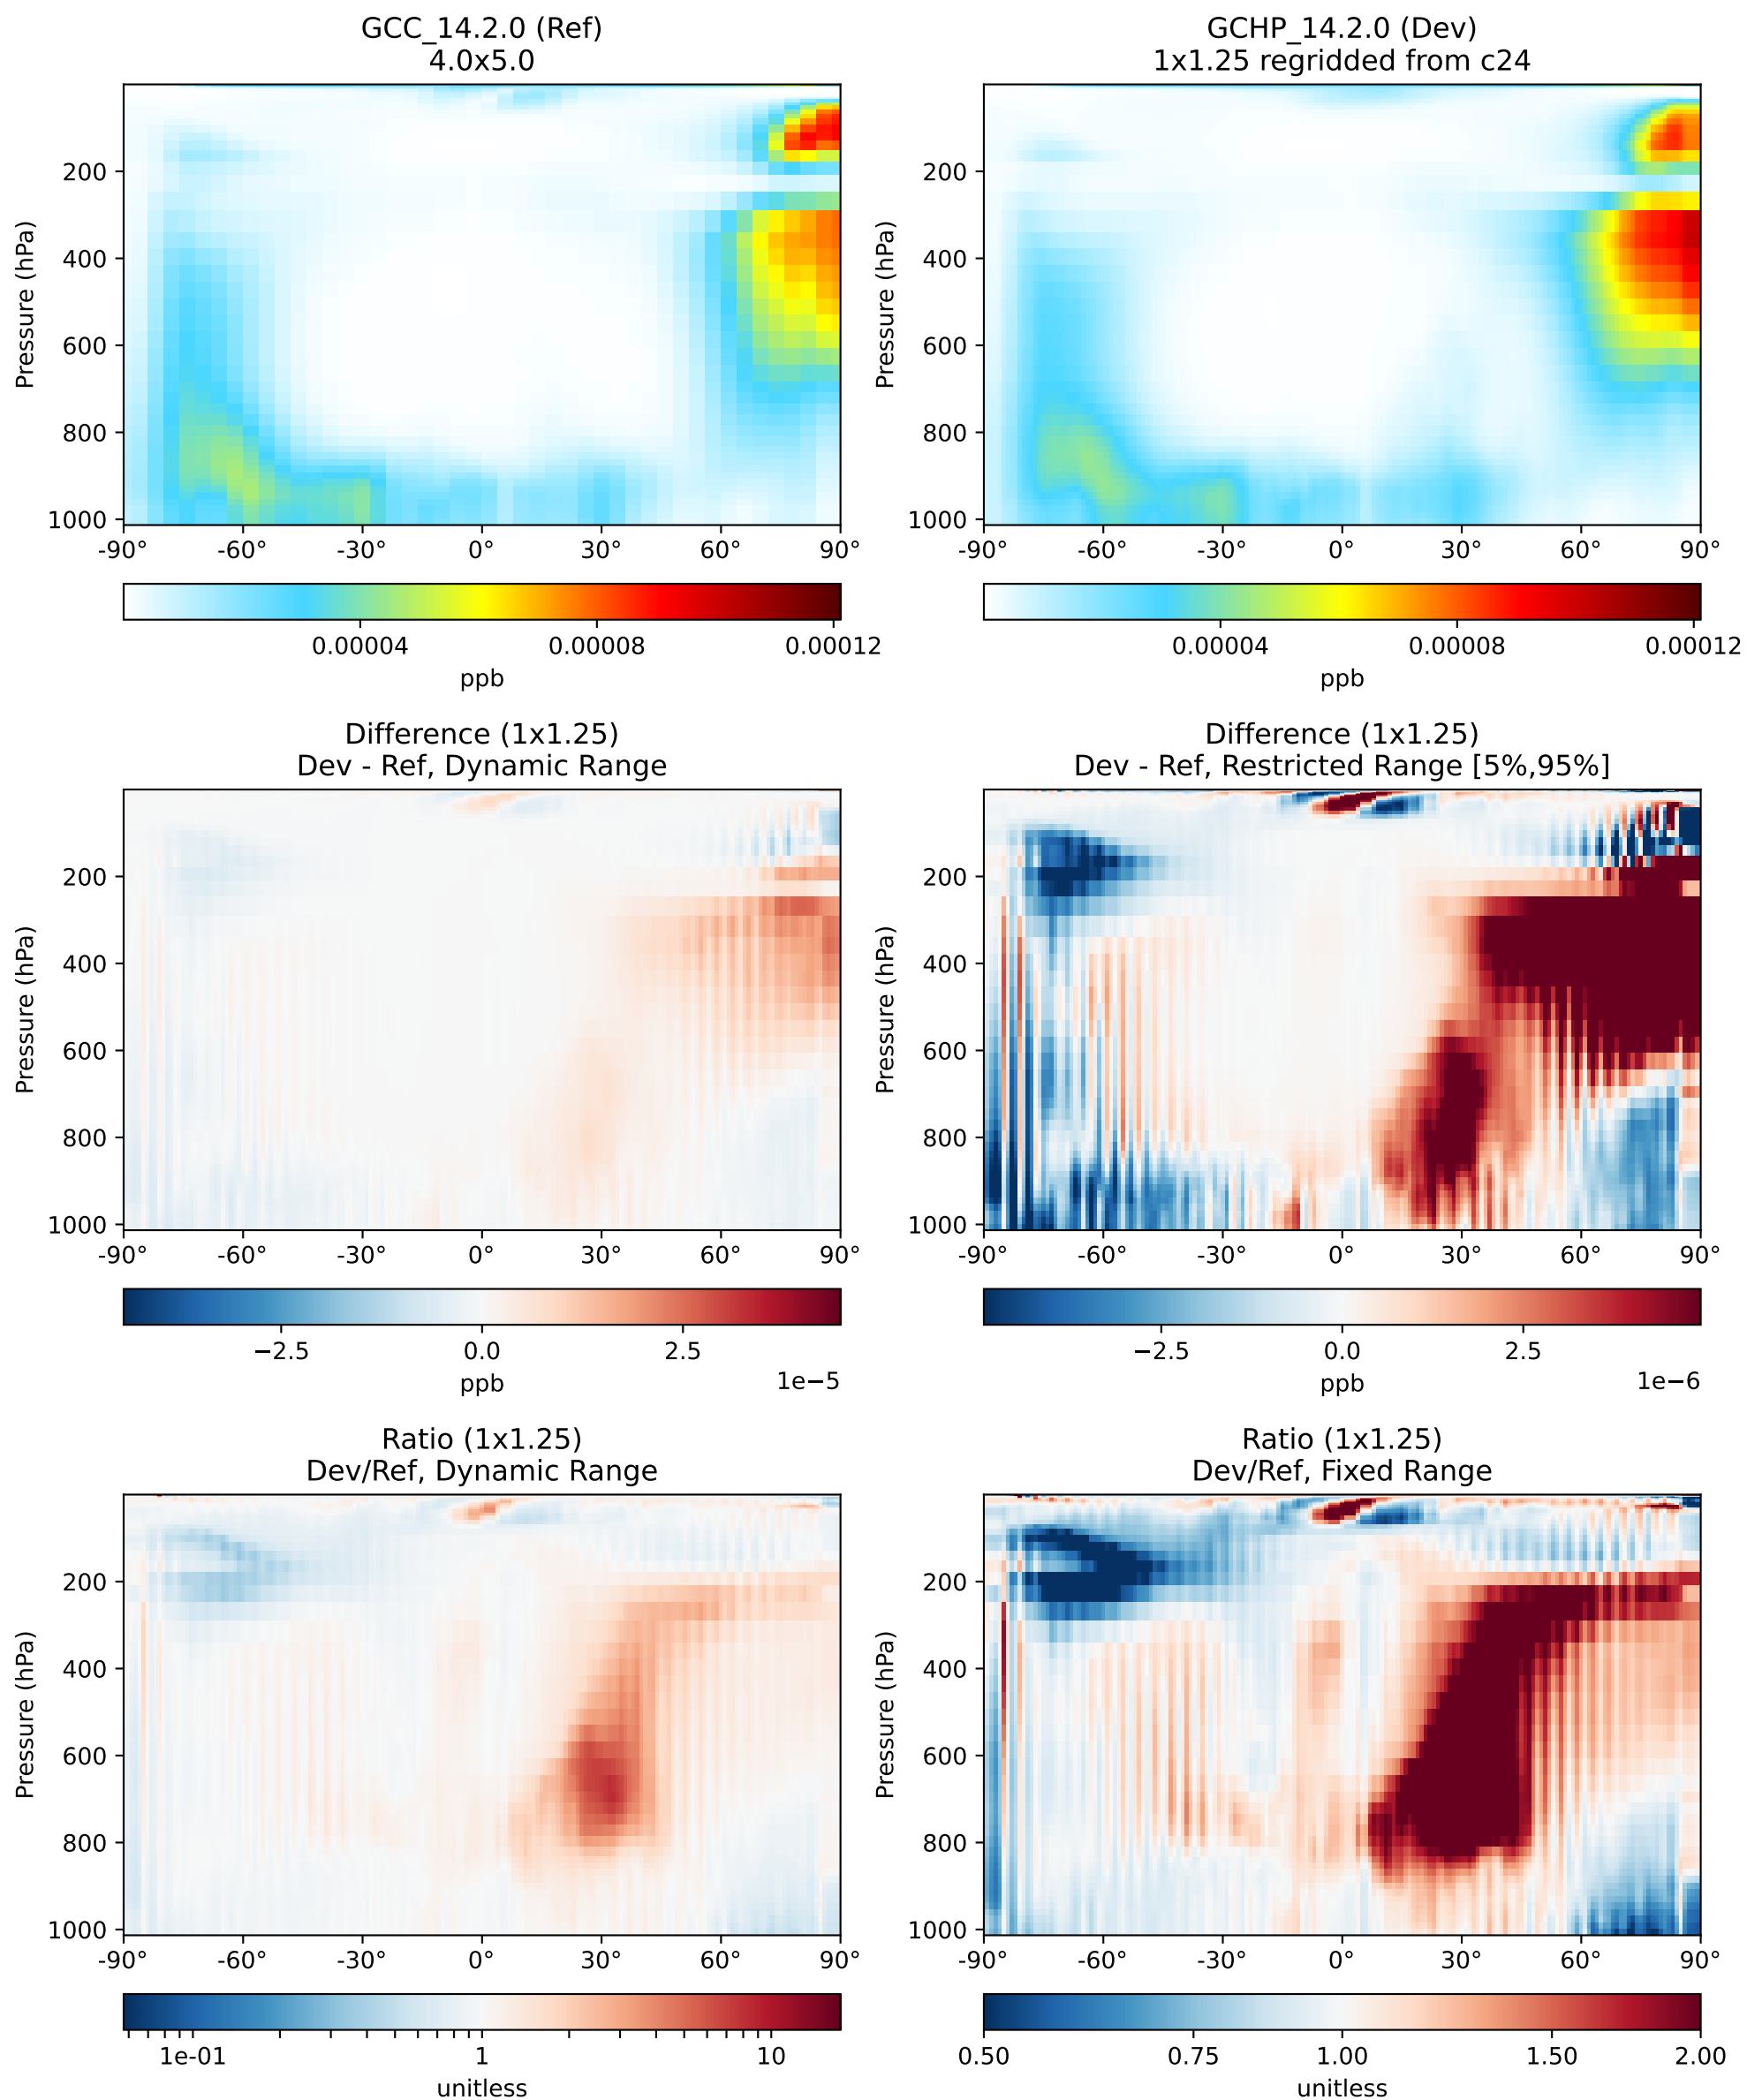 GCC_14.2.0 (Ref)
4.0x5.0
Pressure (hPa)
200
400
600
800
1000
-90° -60° -30° 0° 30° 60° 90°
0.00004 0.00008 0.00012
ppb
GCHP_14.2.0 (Dev)
1x1.25 regridded from c24
Pressure (hPa)
200
400
600
800
1000
-90° -60° -30° 0° 30° 60° 90°
0.00004 0.00008 0.00012
ppb
Difference (1x1.25)
Dev - Ref, Dynamic Range
Pressure (hPa)
200
400
600
800
1000
-90° -60° -30° 0° 30° 60° 90°
−2.5 0.0 2.5
ppb
1e−5
Difference (1x1.25)
Dev - Ref, Restricted Range [5%,95%]
Pressure (hPa)
200
400
600
800
1000
-90° -60° -30° 0° 30° 60° 90°
−2.5 0.0 2.5
ppb
1e−6
Ratio (1x1.25)
Dev/Ref, Dynamic Range
Pressure (hPa)
200
400
600
800
1000
-90° -60° -30° 0° 30° 60° 90°
1e-01 1 10
unitless
Ratio (1x1.25)
Dev/Ref, Fixed Range
Pressure (hPa)
200
400
600
800
1000
-90° -60° -30° 0° 30° 60° 90°
0.50 0.75 1.00 1.50 2.00
unitless